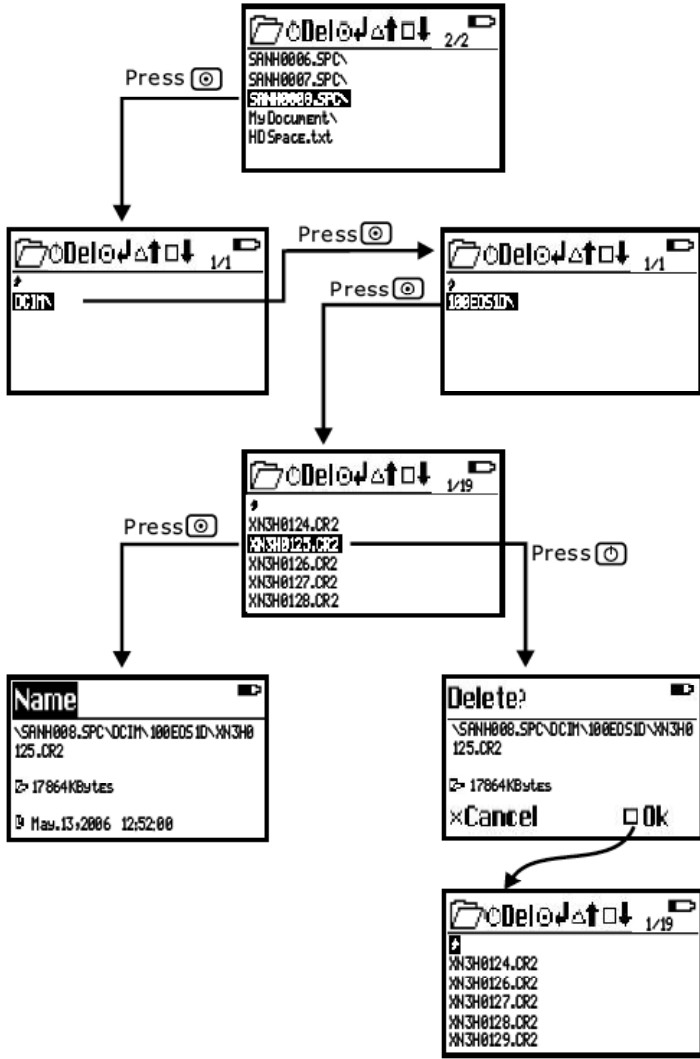 Del 2/2
SANH0006.SPC\
SANH0007.SPC\
SANH0008.SPC\
MyDocument\
HDSpace.txt
Press
Del 1/1
DCIM\
Press
Del 1/1
100EOS1D\
Press
Del 1/19
XN3H0124.CR2
XN3H0125.CR2
XN3H0126.CR2
XN3H0127.CR2
XN3H0128.CR2
Press
Press
Name
\SANH008.SPC\DCIM\100EOS1D\XN3H0
125.CR2
17864KBytes
May.13,2006 12:52:00
Delete?
\SANH008.SPC\DCIM\100EOS1D\XN3H0
125.CR2
17864KBytes
×Cancel □Ok
Del 1/19
XN3H0124.CR2
XN3H0126.CR2
XN3H0127.CR2
XN3H0128.CR2
XN3H0129.CR2